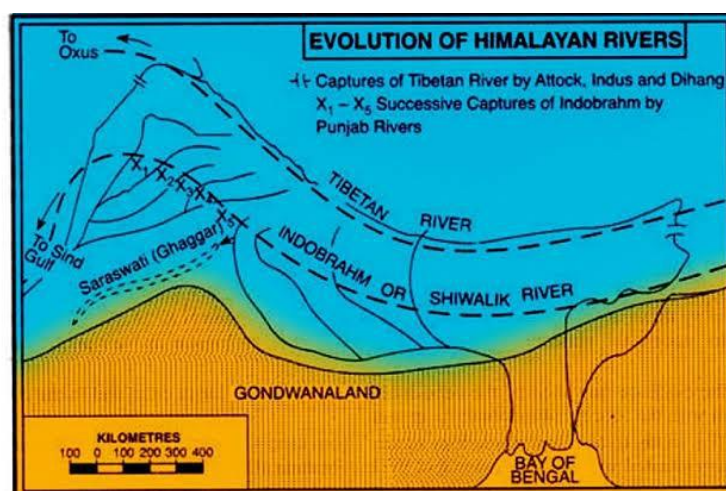 To
Oxus
EVOLUTION OF HIMALAYAN RIVERS
Captures of Tibetan River by Attock, Indus and Dihang
X₁ – X₅ Successive Captures of Indobrahm by
Punjab Rivers
X₁
X₂
X₃
X₄
X₅
TIBETAN RIVER
To Sind
Gulf
Saraswati (Ghaggar)
INDOBRAHM OR SHIWALIK RIVER
GONDWANALAND
KILOMETRES
100 0 100 200 300 400
BAY OF
BENGAL